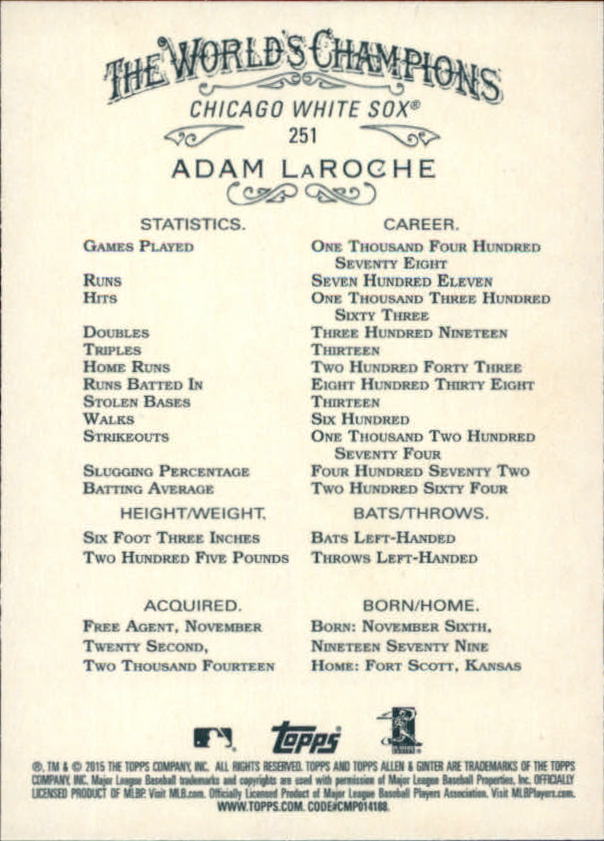 THE WORLD'S CHAMPIONS
CHICAGO WHITE SOX®
251
ADAM LAROCHE
STATISTICS. CAREER.
GAMES PLAYED ONE THOUSAND FOUR HUNDRED
SEVENTY EIGHT
RUNS SEVEN HUNDRED ELEVEN
HITS ONE THOUSAND THREE HUNDRED
SIXTY THREE
DOUBLES THREE HUNDRED NINETEEN
TRIPLES THIRTEEN
HOME RUNS TWO HUNDRED FORTY THREE
RUNS BATTED IN EIGHT HUNDRED THIRTY EIGHT
STOLEN BASES THIRTEEN
WALKS SIX HUNDRED
STRIKEOUTS ONE THOUSAND TWO HUNDRED
SEVENTY FOUR
SLUGGING PERCENTAGE FOUR HUNDRED SEVENTY TWO
BATTING AVERAGE TWO HUNDRED SIXTY FOUR
HEIGHT/WEIGHT. BATS/THROWS.
SIX FOOT THREE INCHES BATS LEFT-HANDED
TWO HUNDRED FIVE POUNDS THROWS LEFT-HANDED
ACQUIRED. BORN/HOME.
FREE AGENT, NOVEMBER BORN: NOVEMBER SIXTH,
TWENTY SECOND, NINETEEN SEVENTY NINE
TWO THOUSAND FOURTEEN HOME: FORT SCOTT, KANSAS
Topps
®, TM & © 2015 THE TOPPS COMPANY, INC. ALL RIGHTS RESERVED. TOPPS AND TOPPS ALLEN & GINTER ARE TRADEMARKS OF THE TOPPS
COMPANY, INC. Major League Baseball trademarks and copyrights are used with permission of Major League Baseball Properties, Inc. OFFICIALLY
LICENSED PRODUCT OF MLBP. Visit MLB.com. Officially Licensed Product of Major League Baseball Players Association. Visit MLBPlayers.com.
WWW.TOPPS.COM. CODE#CMP014188.